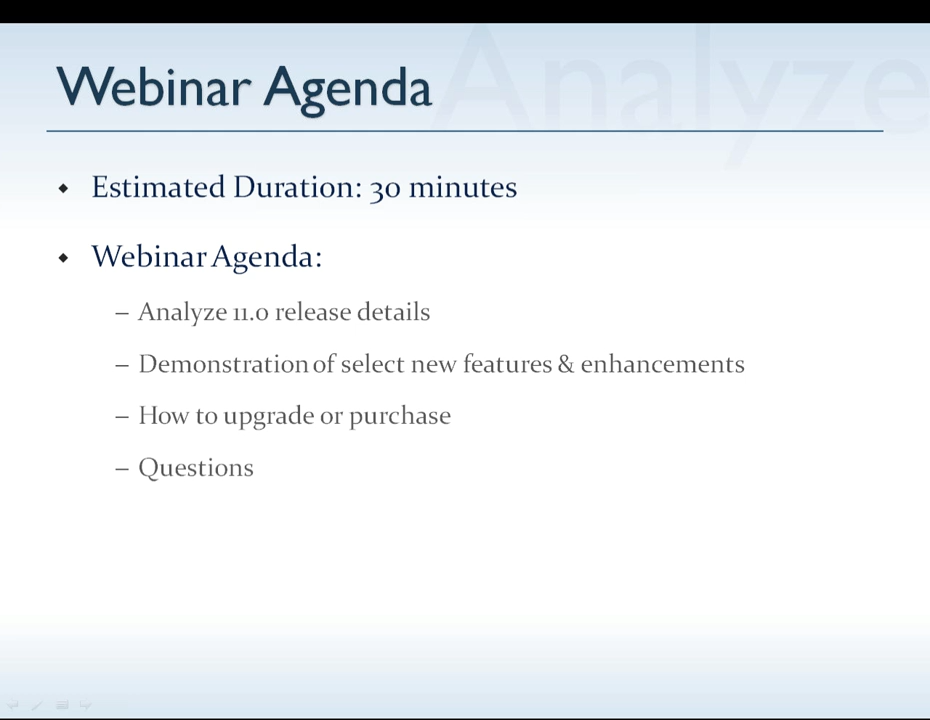 Analyze
Webinar Agenda
Estimated Duration: 30 minutes
Webinar Agenda:
– Analyze 11.0 release details
– Demonstration of select new features & enhancements
– How to upgrade or purchase
– Questions